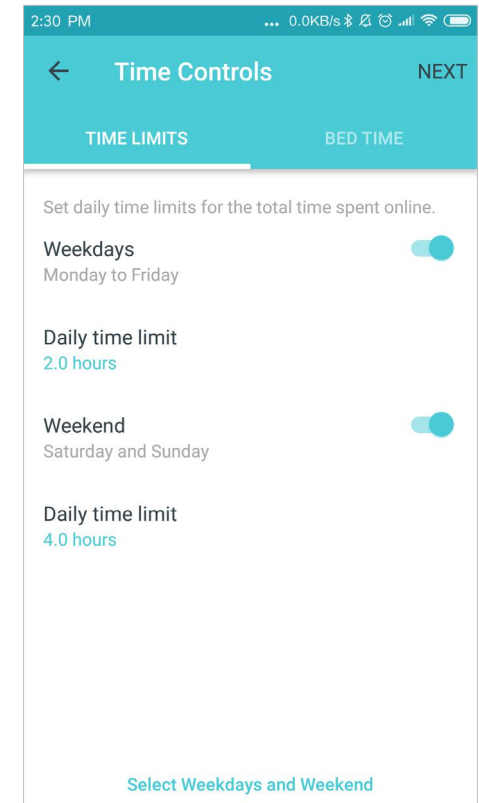 2:30 PM ... 0.0KB/s
Time Controls NEXT
TIME LIMITS BED TIME
Set daily time limits for the total time spent online.
Weekdays
Monday to Friday
Daily time limit
2.0 hours
Weekend
Saturday and Sunday
Daily time limit
4.0 hours
Select Weekdays and Weekend